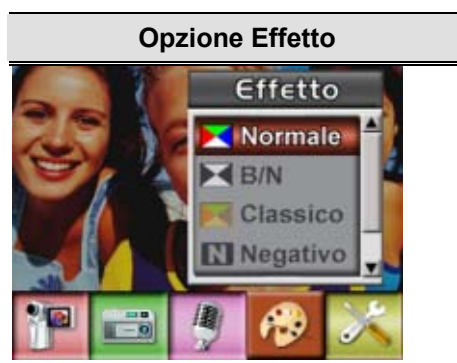 Opzione Effetto
Effetto
Normale
B/N
Classico
N Negativo